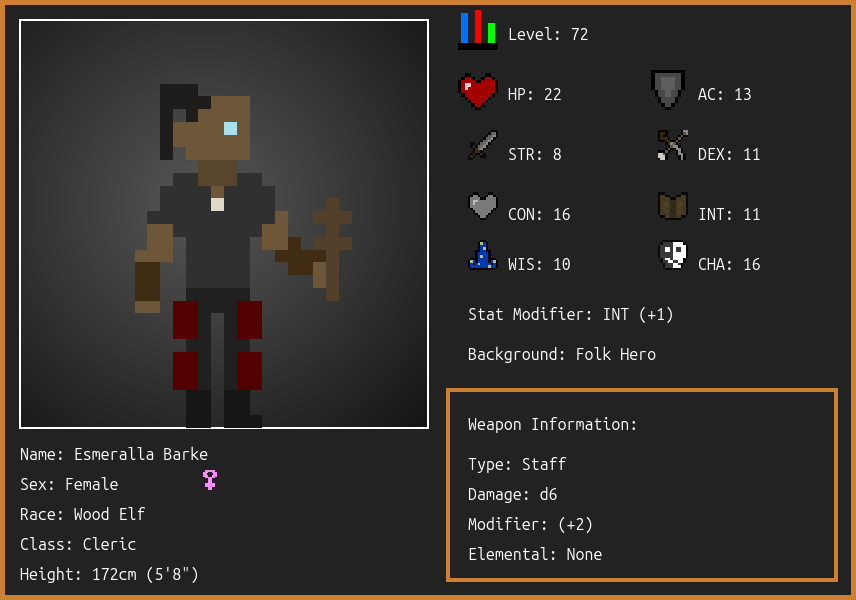 Level: 72
HP: 22
AC: 13
STR: 8
DEX: 11
CON: 16
INT: 11
WIS: 10
CHA: 16
Stat Modifier: INT (+1)
Background: Folk Hero
Weapon Information:
Type: Staff
Damage: d6
Modifier: (+2)
Elemental: None
Name: Esmeralla Barke
Sex: Female
Race: Wood Elf
Class: Cleric
Height: 172cm (5'8")